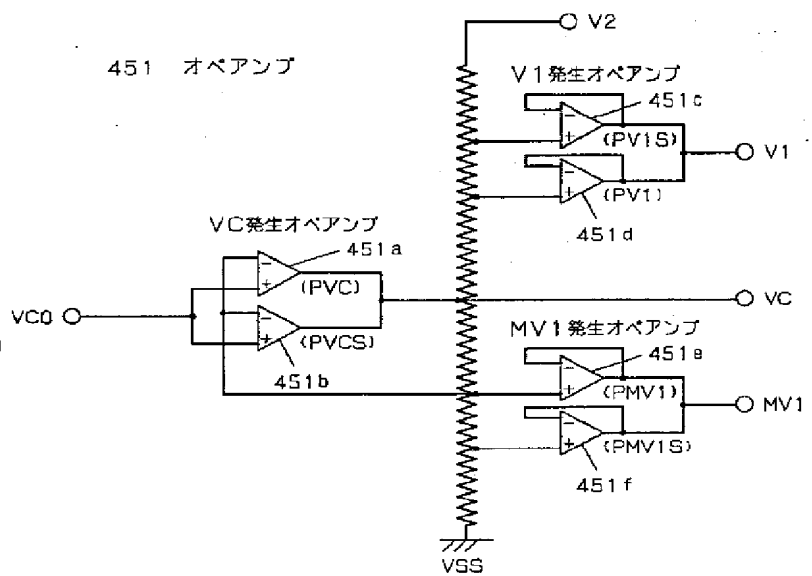 V2
451 オペアンプ
V1発生オペアンプ
451c
(PV1S)
V1
(PV1)
451d
VC発生オペアンプ
451a
(PVC)
VC0
VC
(PVCS)
451b
MV1発生オペアンプ
451e
(PMV1)
MV1
(PMV1S)
451f
VSS